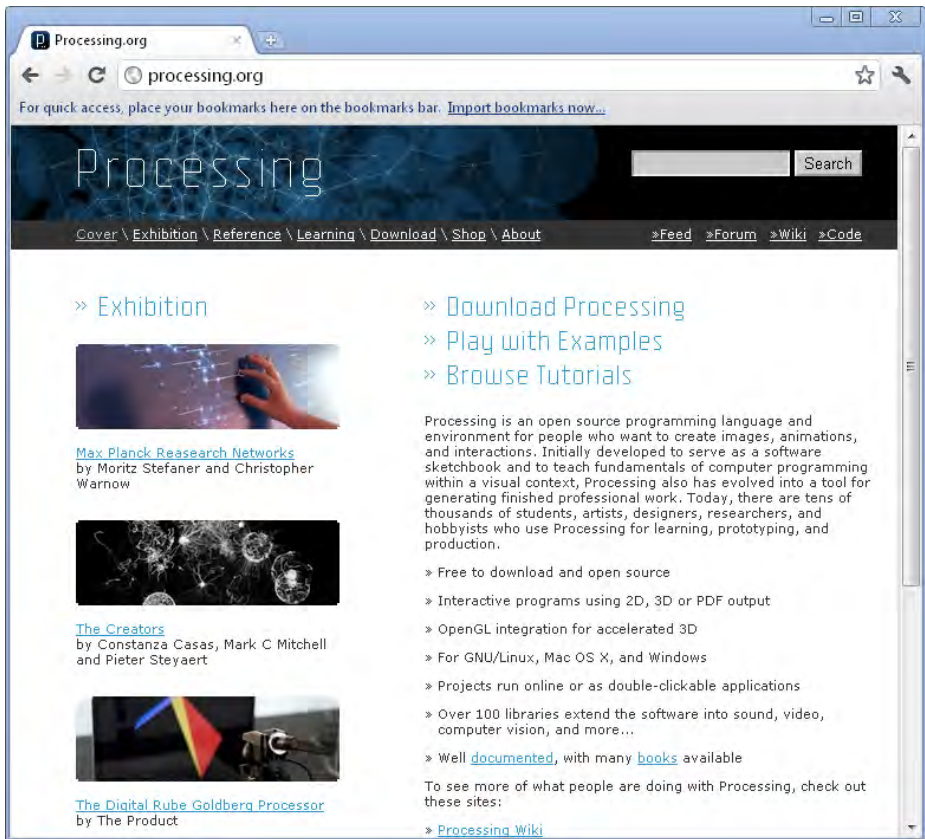 Processing.org
processing.org
For quick access, place your bookmarks here on the bookmarks bar. Import bookmarks now...
Processing
Search
Cover \ Exhibition \ Reference \ Learning \ Download \ Shop \ About
»Feed »Forum »Wiki »Code
» Exhibition
Max Planck Reasearch Networks
by Moritz Stefaner and Christopher
Warnow
The Creators
by Constanza Casas, Mark C Mitchell
and Pieter Steyaert
The Digital Rube Goldberg Processor
by The Product
» Download Processing
» Play with Examples
» Browse Tutorials
Processing is an open source programming language and
environment for people who want to create images, animations,
and interactions. Initially developed to serve as a software
sketchbook and to teach fundamentals of computer programming
within a visual context, Processing also has evolved into a tool for
generating finished professional work. Today, there are tens of
thousands of students, artists, designers, researchers, and
hobbyists who use Processing for learning, prototyping, and
production.
» Free to download and open source
» Interactive programs using 2D, 3D or PDF output
» OpenGL integration for accelerated 3D
» For GNU/Linux, Mac OS X, and Windows
» Projects run online or as double-clickable applications
» Over 100 libraries extend the software into sound, video,
computer vision, and more...
» Well documented, with many books available
To see more of what people are doing with Processing, check out
these sites:
» Processing Wiki